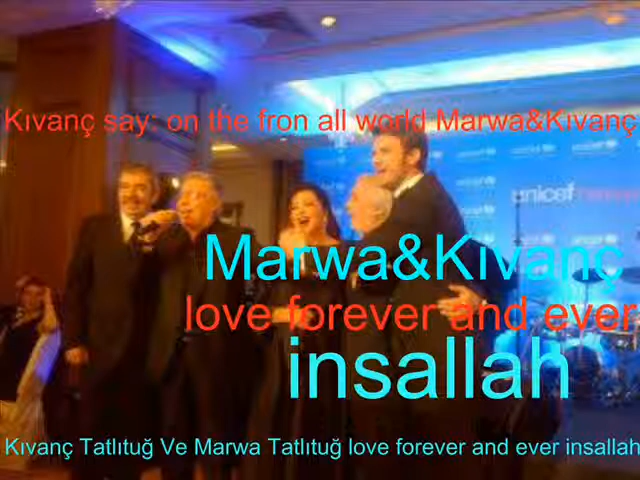 Kıvanç say: on the fron all world Marwa&Kıvanç
unicef
Marwa&Kıvanç
love forever and ever
insallah
Kıvanç Tatlıtuğ Ve Marwa Tatlıtuğ love forever and ever insallah